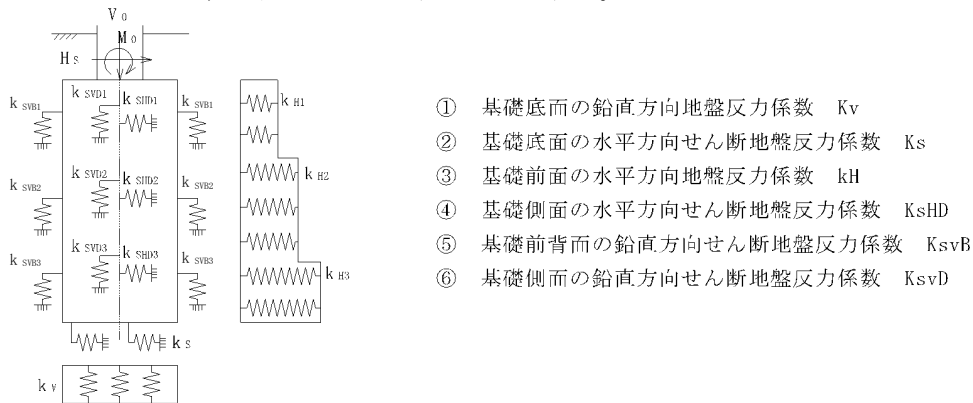 V0
M0
HS
k SVD1
k SHD1
k SVB1
k SVB1
k H1
k SVD2
k SHD2
k SVB2
k SVB2
k H2
k SVD3
k SHD3
k SVB3
k SVB3
k H3
k S
k V
① 基礎底面の鉛直方向地盤反力係数 Kv
② 基礎底面の水平方向せん断地盤反力係数 Ks
③ 基礎前面の水平方向地盤反力係数 kH
④ 基礎側面の水平方向せん断地盤反力係数 KsHD
⑤ 基礎前背面の鉛直方向せん断地盤反力係数 KsvB
⑥ 基礎側面の鉛直方向せん断地盤反力係数 KsvD